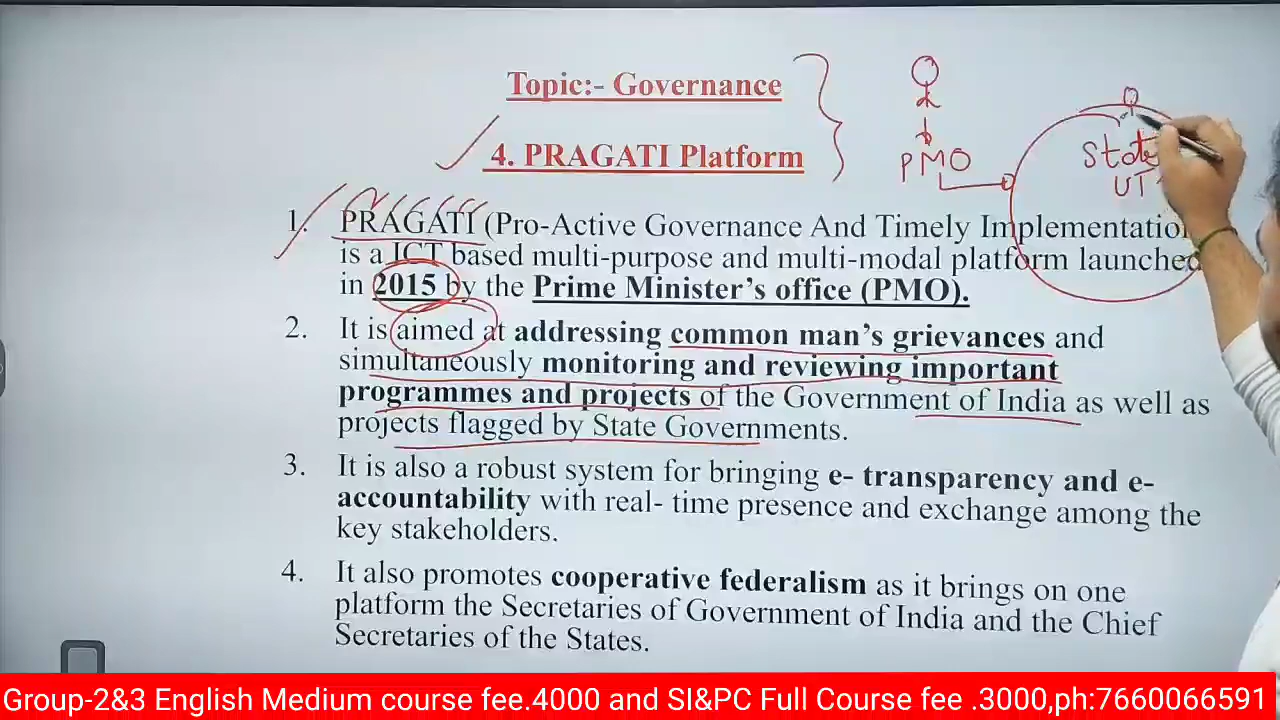 Topic:- Governance
4. PRAGATI Platform
PMO
State
UT
1. PRAGATI (Pro-Active Governance And Timely Implementation
is a ICT based multi-purpose and multi-modal platform launched
in 2015 by the Prime Minister's office (PMO).
2. It is aimed at addressing common man's grievances and
simultaneously monitoring and reviewing important
programmes and projects of the Government of India as well as
projects flagged by State Governments.
3. It is also a robust system for bringing e- transparency and e-
accountability with real- time presence and exchange among the
key stakeholders.
4. It also promotes cooperative federalism as it brings on one
platform the Secretaries of Government of India and the Chief
Secretaries of the States.
Group-2&3 English Medium course fee.4000 and SI&PC Full Course fee .3000,ph:7660066591